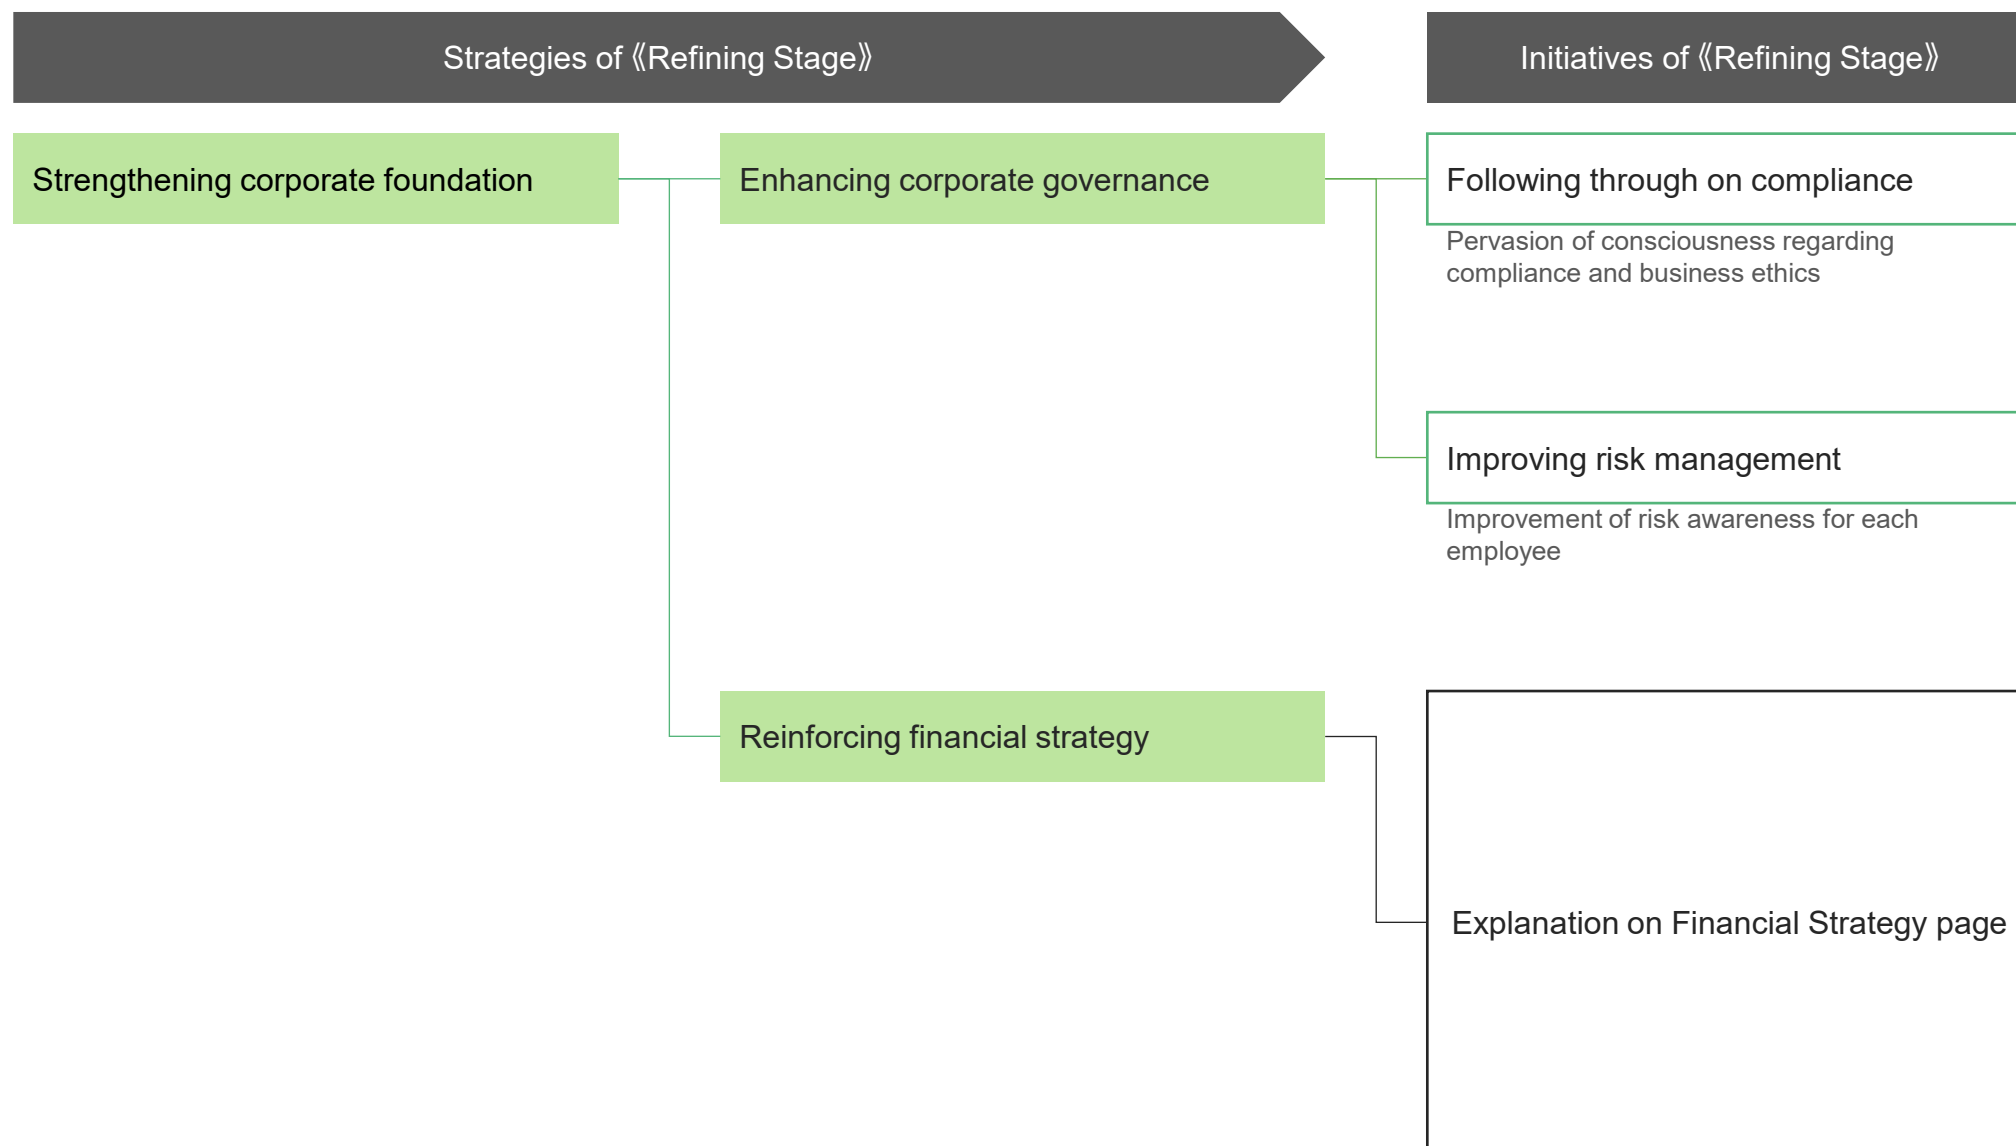 Strategies of 《Refining Stage》
Initiatives of 《Refining Stage》
Strengthening corporate foundation
Enhancing corporate governance
Following through on compliance
Pervasion of consciousness regarding
compliance and business ethics
Improving risk management
Improvement of risk awareness for each
employee
Reinforcing financial strategy
Explanation on Financial Strategy page